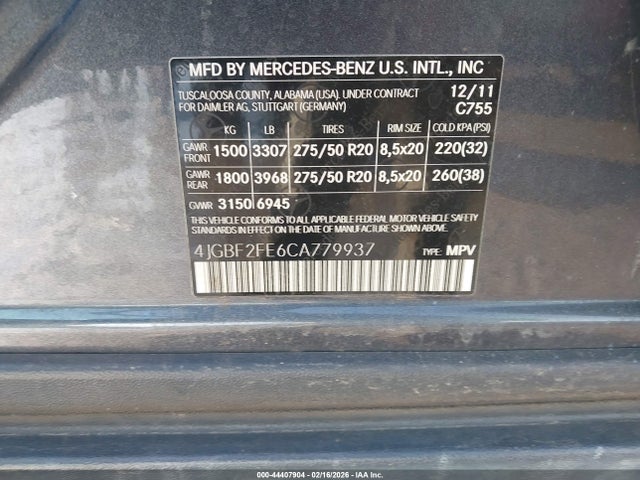 MFD BY MERCEDES-BENZ U.S. INTL., INC
TUSCALOOSA COUNTY, ALABAMA (USA). UNDER CONTRACT 12/11
FOR DAIMLER AG, STUTTGART (GERMANY) C755
KG LB TIRES RIM SIZE COLD KPA (PSI)
GAWR FRONT 1500 3307 275/50 R20 8,5x20 220(32)
GAWR REAR 1800 3968 275/50 R20 8,5x20 260(38)
GVWR 3150 6945
THIS VEHICLE CONFORMS TO ALL APPLICABLE FEDERAL MOTOR VEHICLE SAFETY
STANDARDS IN EFFECT ON THE DATE OF MANUFACTURE SHOWN ABOVE.
4JGBF2FE6CA779937 TYPE: MPV
000-44407904 - 02/16/2026 - IAA Corp.